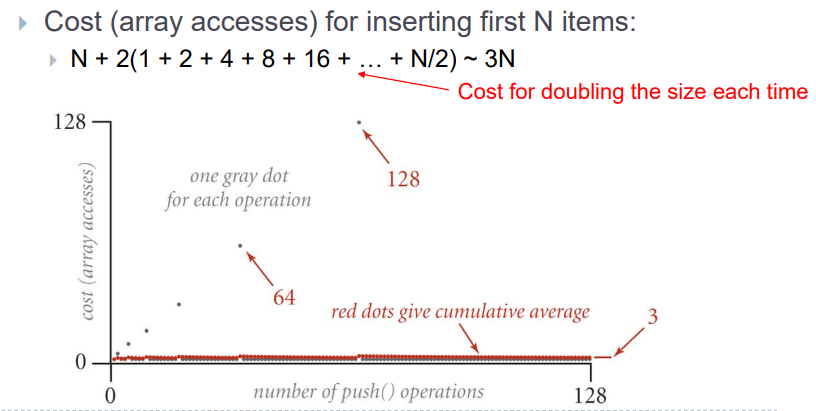 Cost (array accesses) for inserting first N items:
N + 2(1 + 2 + 4 + 8 + 16 + … + N/2) ~ 3N
Cost for doubling the size each time
128
cost (array accesses)
one gray dot
for each operation
128
64
red dots give cumulative average
3
0
0
number of push() operations
128